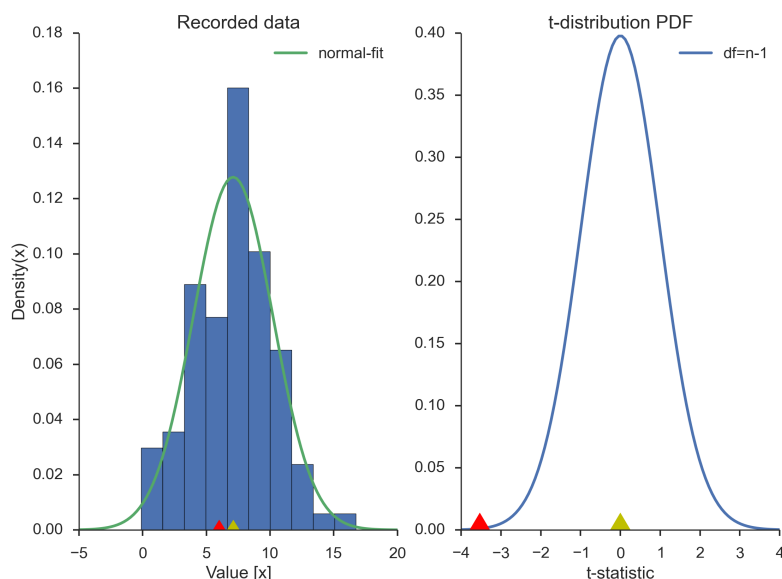 Recorded data
normal-fit
0.18
0.16
0.14
0.12
0.10
0.08
0.06
0.04
0.02
0.00
Density(x)
−5 0 5 10 15 20
Value [x]
t-distribution PDF
df=n-1
0.40
0.35
0.30
0.25
0.20
0.15
0.10
0.05
0.00
−4 −3 −2 −1 0 1 2 3 4
t-statistic